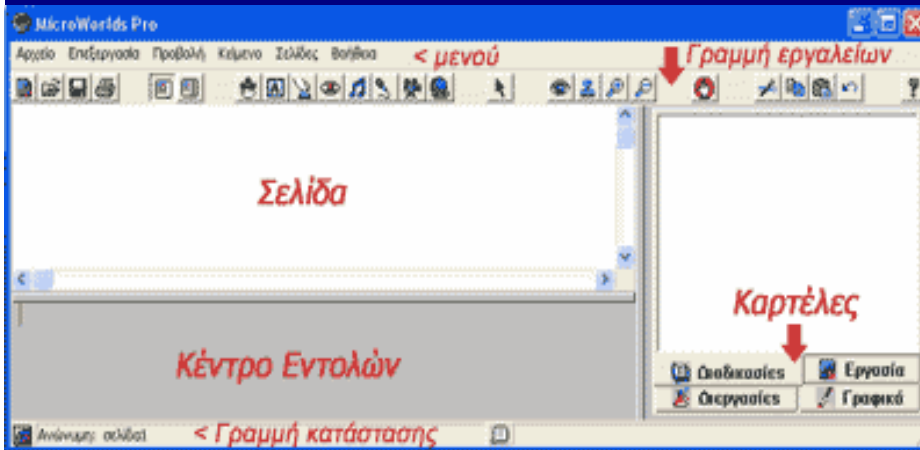 MicroWorlds Pro
Αρχείο Επεξεργασία Προβολή Κείμενο Σελίδες Βοήθεια < μενού Γραμμή εργαλείων
Σελίδα
Καρτέλες
Κέντρο Εντολών
Διαδικασίες Εργασία
Διεργασίες Γραφικά
Ανώνυμη: σελίδα1 < Γραμμή κατάστασης